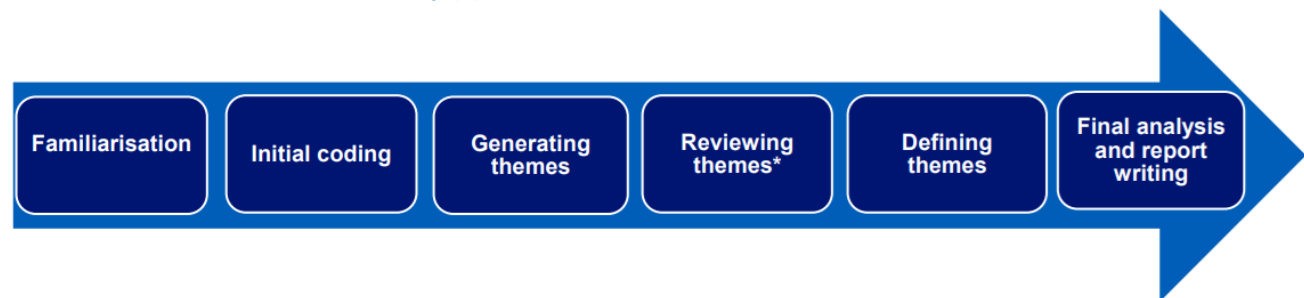 Familiarisation
Initial coding
Generating
themes
Reviewing
themes*
Defining
themes
Final analysis
and report
writing